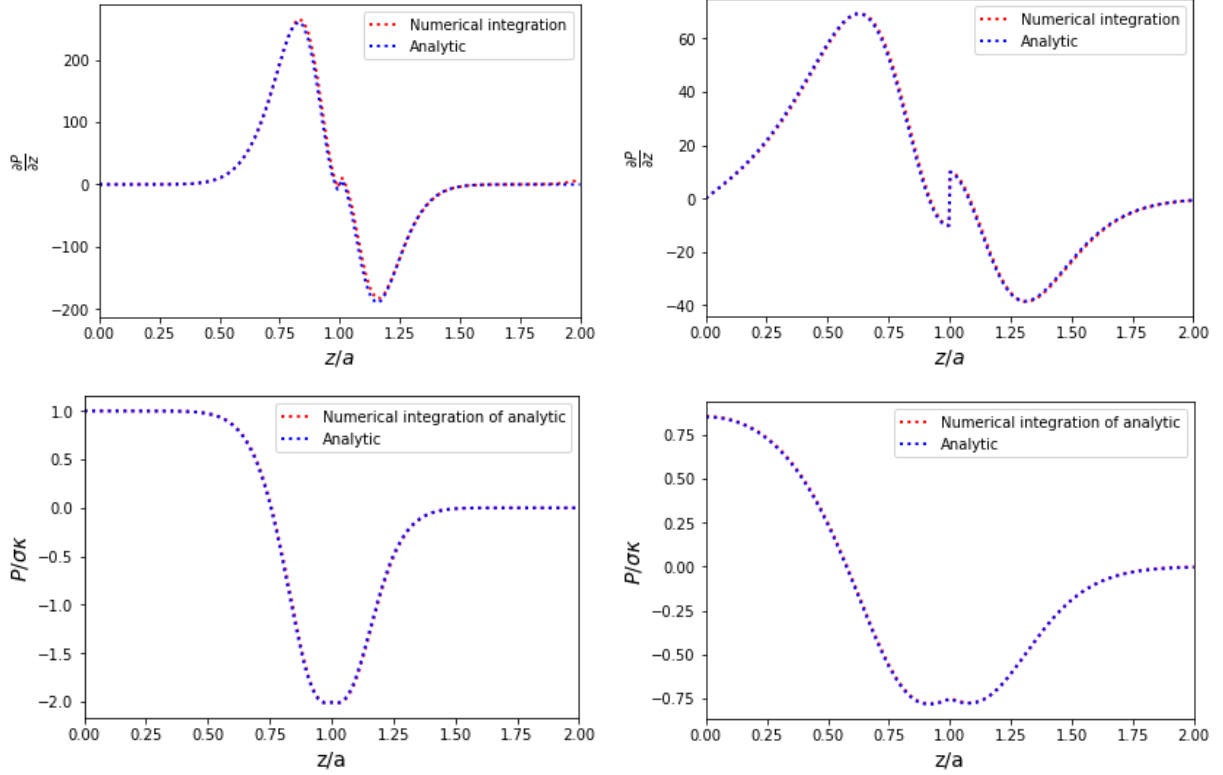 Numerical integration
Analytic
∂P/∂z
200
100
0
−100
−200
0.00 0.25 0.50 0.75 1.00 1.25 1.50 1.75 2.00
z/a
Numerical integration
Analytic
∂P/∂z
60
40
20
0
−20
−40
0.00 0.25 0.50 0.75 1.00 1.25 1.50 1.75 2.00
z/a
Numerical integration of analytic
Analytic
P/σκ
1.0
0.5
0.0
−0.5
−1.0
−1.5
−2.0
0.00 0.25 0.50 0.75 1.00 1.25 1.50 1.75 2.00
z/a
Numerical integration of analytic
Analytic
P/σκ
0.75
0.50
0.25
0.00
−0.25
−0.50
−0.75
0.00 0.25 0.50 0.75 1.00 1.25 1.50 1.75 2.00
z/a